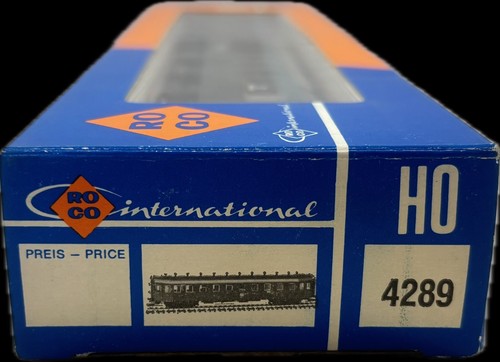 RO
CO
HO
RO
CO
international
PREIS – PRICE
4289